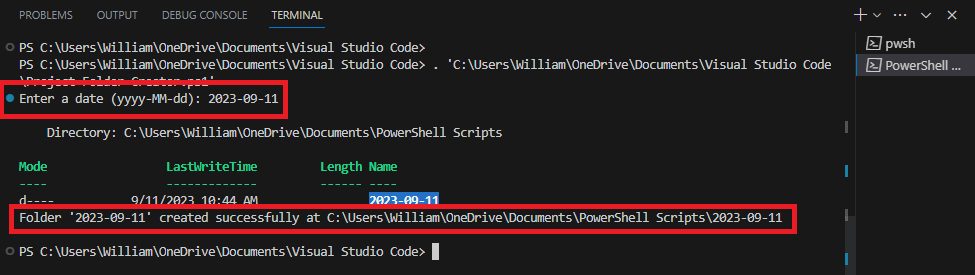 PROBLEMS OUTPUT DEBUG CONSOLE TERMINAL
pwsh
PowerShell ...
PS C:\Users\William\OneDrive\Documents\Visual Studio Code>
PS C:\Users\William\OneDrive\Documents\Visual Studio Code> . 'C:\Users\William\OneDrive\Documents\Visual Studio Code
\Project Folder Creator.ps1'
Enter a date (yyyy-MM-dd): 2023-09-11
Directory: C:\Users\William\OneDrive\Documents\PowerShell Scripts
Mode LastWriteTime Length Name
---- ------------- ------ ----
d---- 9/11/2023 10:44 AM 2023-09-11
Folder '2023-09-11' created successfully at C:\Users\William\OneDrive\Documents\PowerShell Scripts\2023-09-11
PS C:\Users\William\OneDrive\Documents\Visual Studio Code>